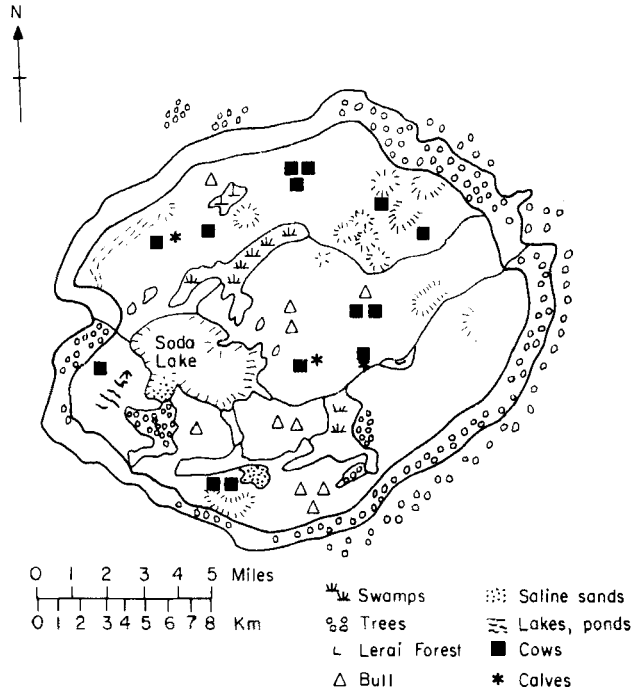 N
Soda
Lake
0 1 2 3 4 5 Miles
0 1 2 3 4 5 6 7 8 Km
Swamps
Trees
Lerai Forest
Bull
Saline sands
Lakes, ponds
Cows
Calves